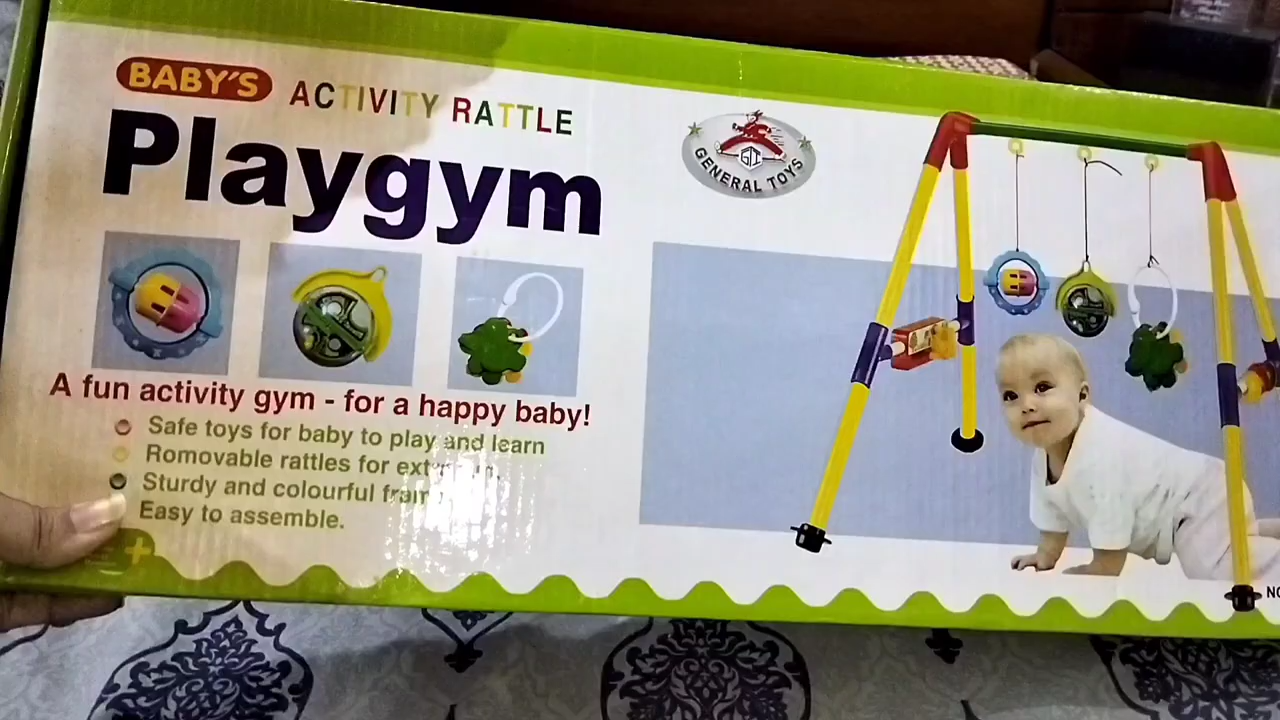 BABY'S ACTIVITY RATTLE
Playgym
GENERAL TOYS
GT
A fun activity gym - for a happy baby!
Safe toys for baby to play and learn
Romovable rattles for
Sturdy and colourful
Easy to assemble.